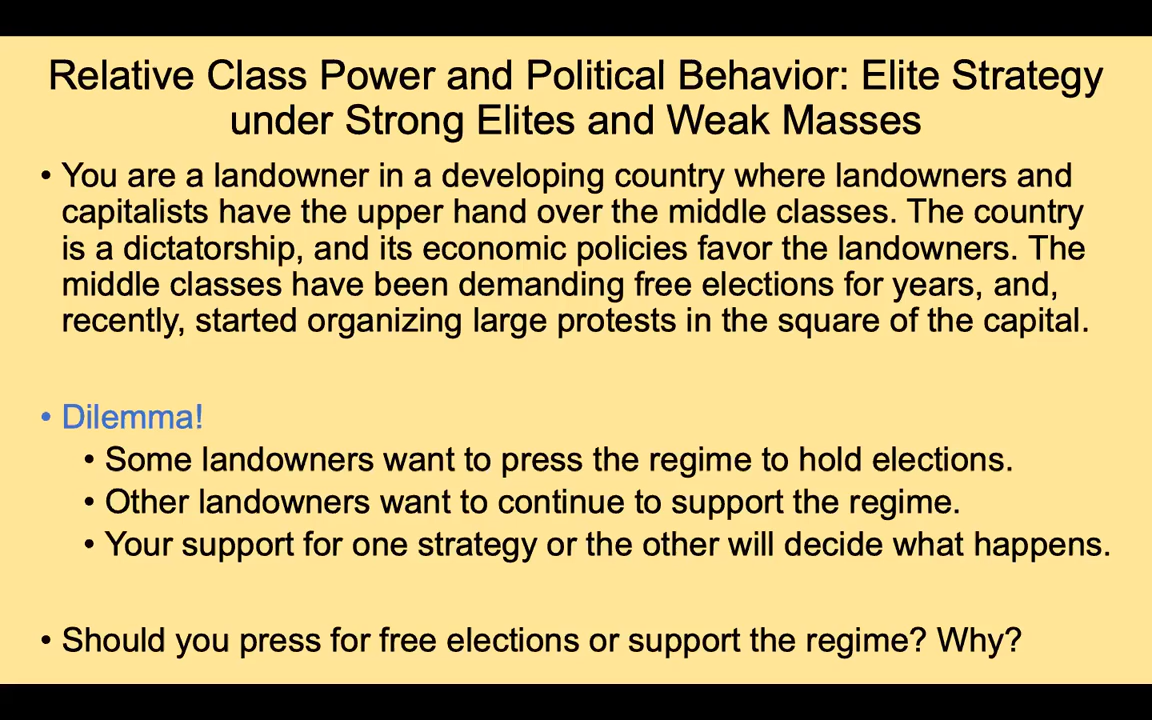 Relative Class Power and Political Behavior: Elite Strategy
under Strong Elites and Weak Masses
• You are a landowner in a developing country where landowners and
capitalists have the upper hand over the middle classes. The country
is a dictatorship, and its economic policies favor the landowners. The
middle classes have been demanding free elections for years, and,
recently, started organizing large protests in the square of the capital.
• Dilemma!
• Some landowners want to press the regime to hold elections.
• Other landowners want to continue to support the regime.
• Your support for one strategy or the other will decide what happens.
• Should you press for free elections or support the regime? Why?